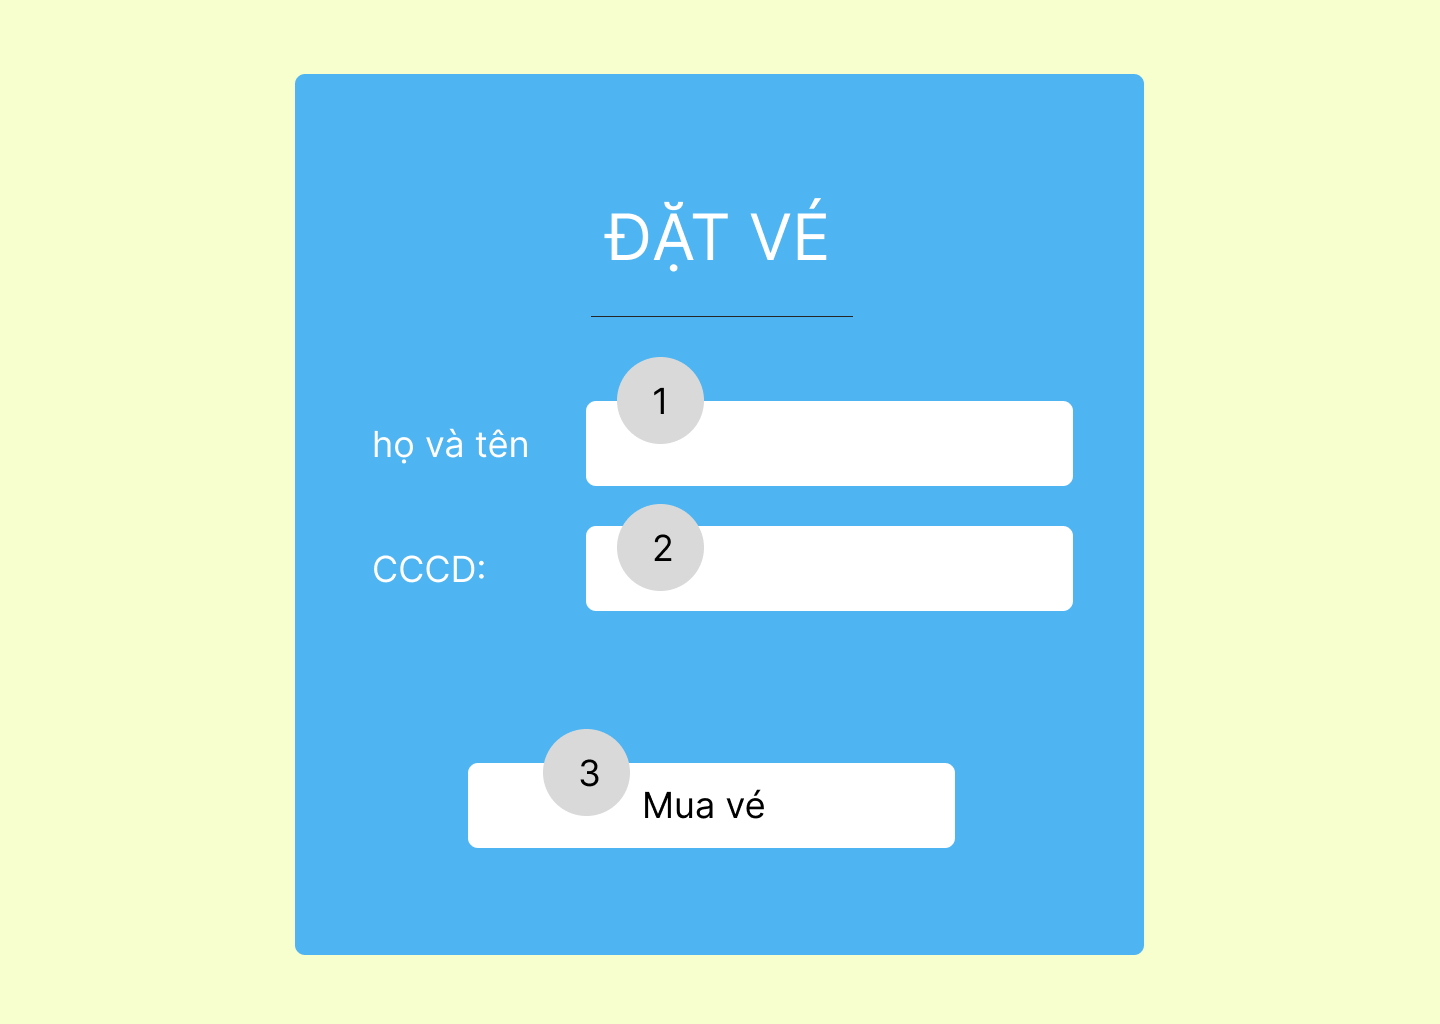 ĐẶT VÉ
1
họ và tên
2
CCCD:
3
Mua vé